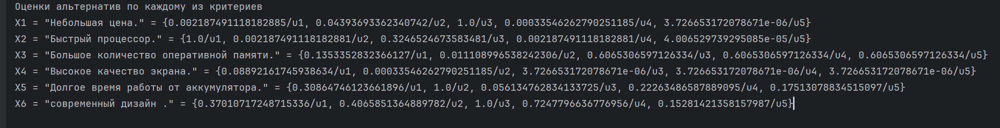 Оценки альтернатив по каждому из критериев
X1 = "Небольшая цена." = {0.002187491118182885/u1, 0.04393693362340742/u2, 1.0/u3, 0.00033546262790251185/u4, 3.726653172078671e-06/u5}
X2 = "Быстрый процессор." = {1.0/u1, 0.002187491118182881/u2, 0.3246524673583481/u3, 0.002187491118182881/u4, 4.006529739295085e-05/u5}
X3 = "Большое количество оперативной памяти." = {0.1353352832366127/u1, 0.011108996538242306/u2, 0.6065306597126334/u3, 0.6065306597126334/u4, 0.6065306597126334/u5}
X4 = "Высокое качество экрана." = {0.08892161745938634/u1, 0.00033546262790251185/u2, 3.726653172078671e-06/u3, 3.726653172078671e-06/u4, 3.726653172078671e-06/u5}
X5 = "Долгое время работы от аккумулятора." = {0.30864746123661896/u1, 1.0/u2, 0.056134762834133725/u3, 0.22263486587889095/u4, 0.17513078834515097/u5}
X6 = "современный дизайн ." = {0.37010717248715336/u1, 0.4065851364889782/u2, 1.0/u3, 0.7247796636776956/u4, 0.15281421358157987/u5}